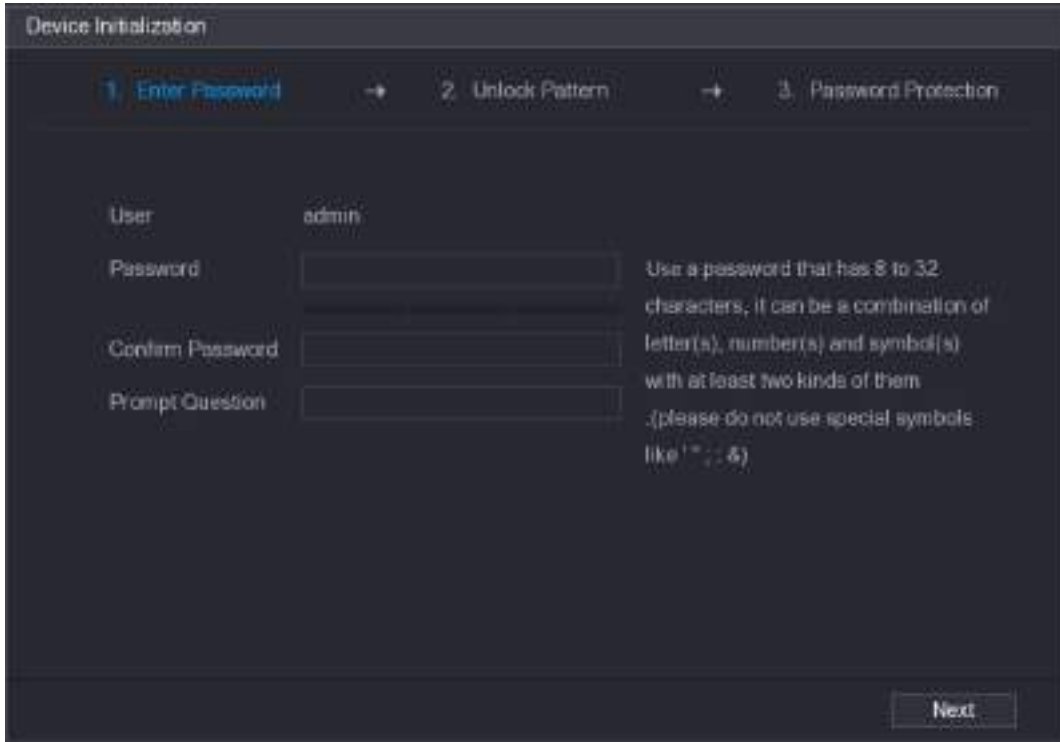 Device Initialization
1. Enter Password → 2. Unlock Pattern → 3. Password Protection
User admin
Password
Use a password that has 8 to 32
characters, it can be a combination of
letter(s), number(s) and symbol(s)
with at least two kinds of them
.(please do not use special symbols
like ' " ; : &)
Confirm Password
Prompt Question
Next